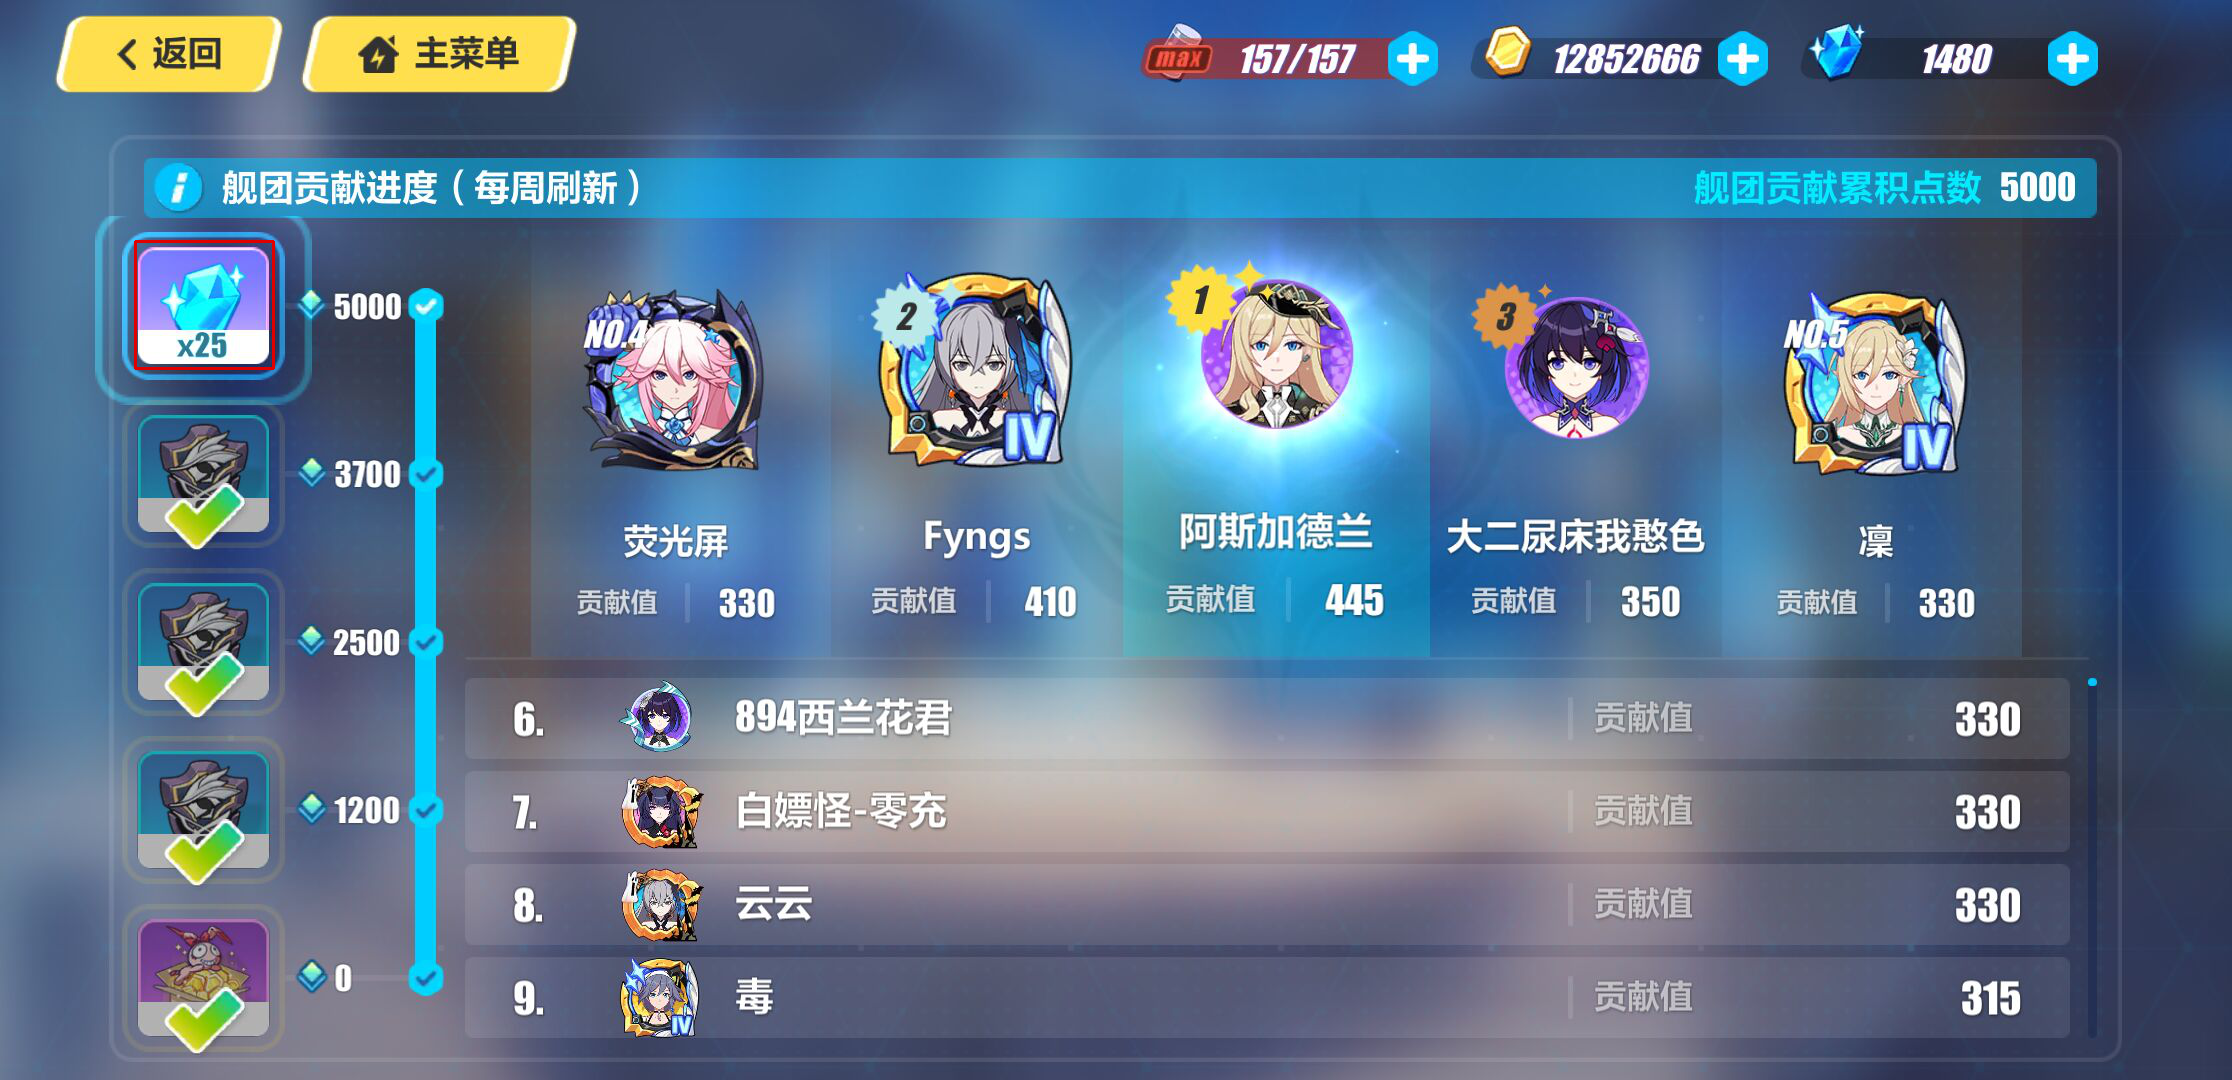 返回
主菜单
max 157/157
12852666
1480
舰团贡献进度（每周刷新）
舰团贡献累积点数 5000
x25
5000
3700
2500
1200
0
NO.4
荧光屏
贡献值 330
2
IV
Fyngs
贡献值 410
1
阿斯加德兰
贡献值 445
3
大二尿床我憨色
贡献值 350
NO.5
IV
凜
贡献值 330
6. 894西兰花君 贡献值 330
7. 白嫖怪-零充 贡献值 330
8. 云云 贡献值 330
9. IV 毒 贡献值 315